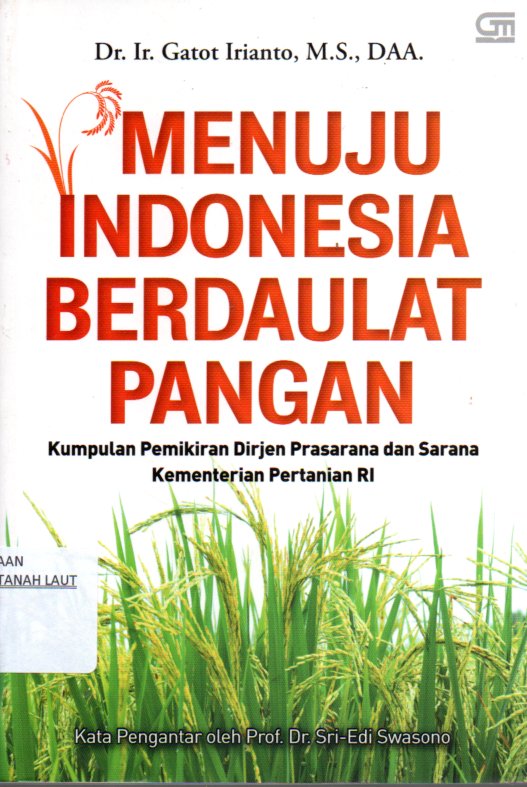 GM
Dr. Ir. Gatot Irianto, M.S., DAA.
MENUJU
INDONESIA
BERDAULAT
PANGAN
Kumpulan Pemikiran Dirjen Prasarana dan Sarana
Kementerian Pertanian RI
AAN
TANAH LAUT
Kata Pengantar oleh Prof. Dr. Sri-Edi Swasono